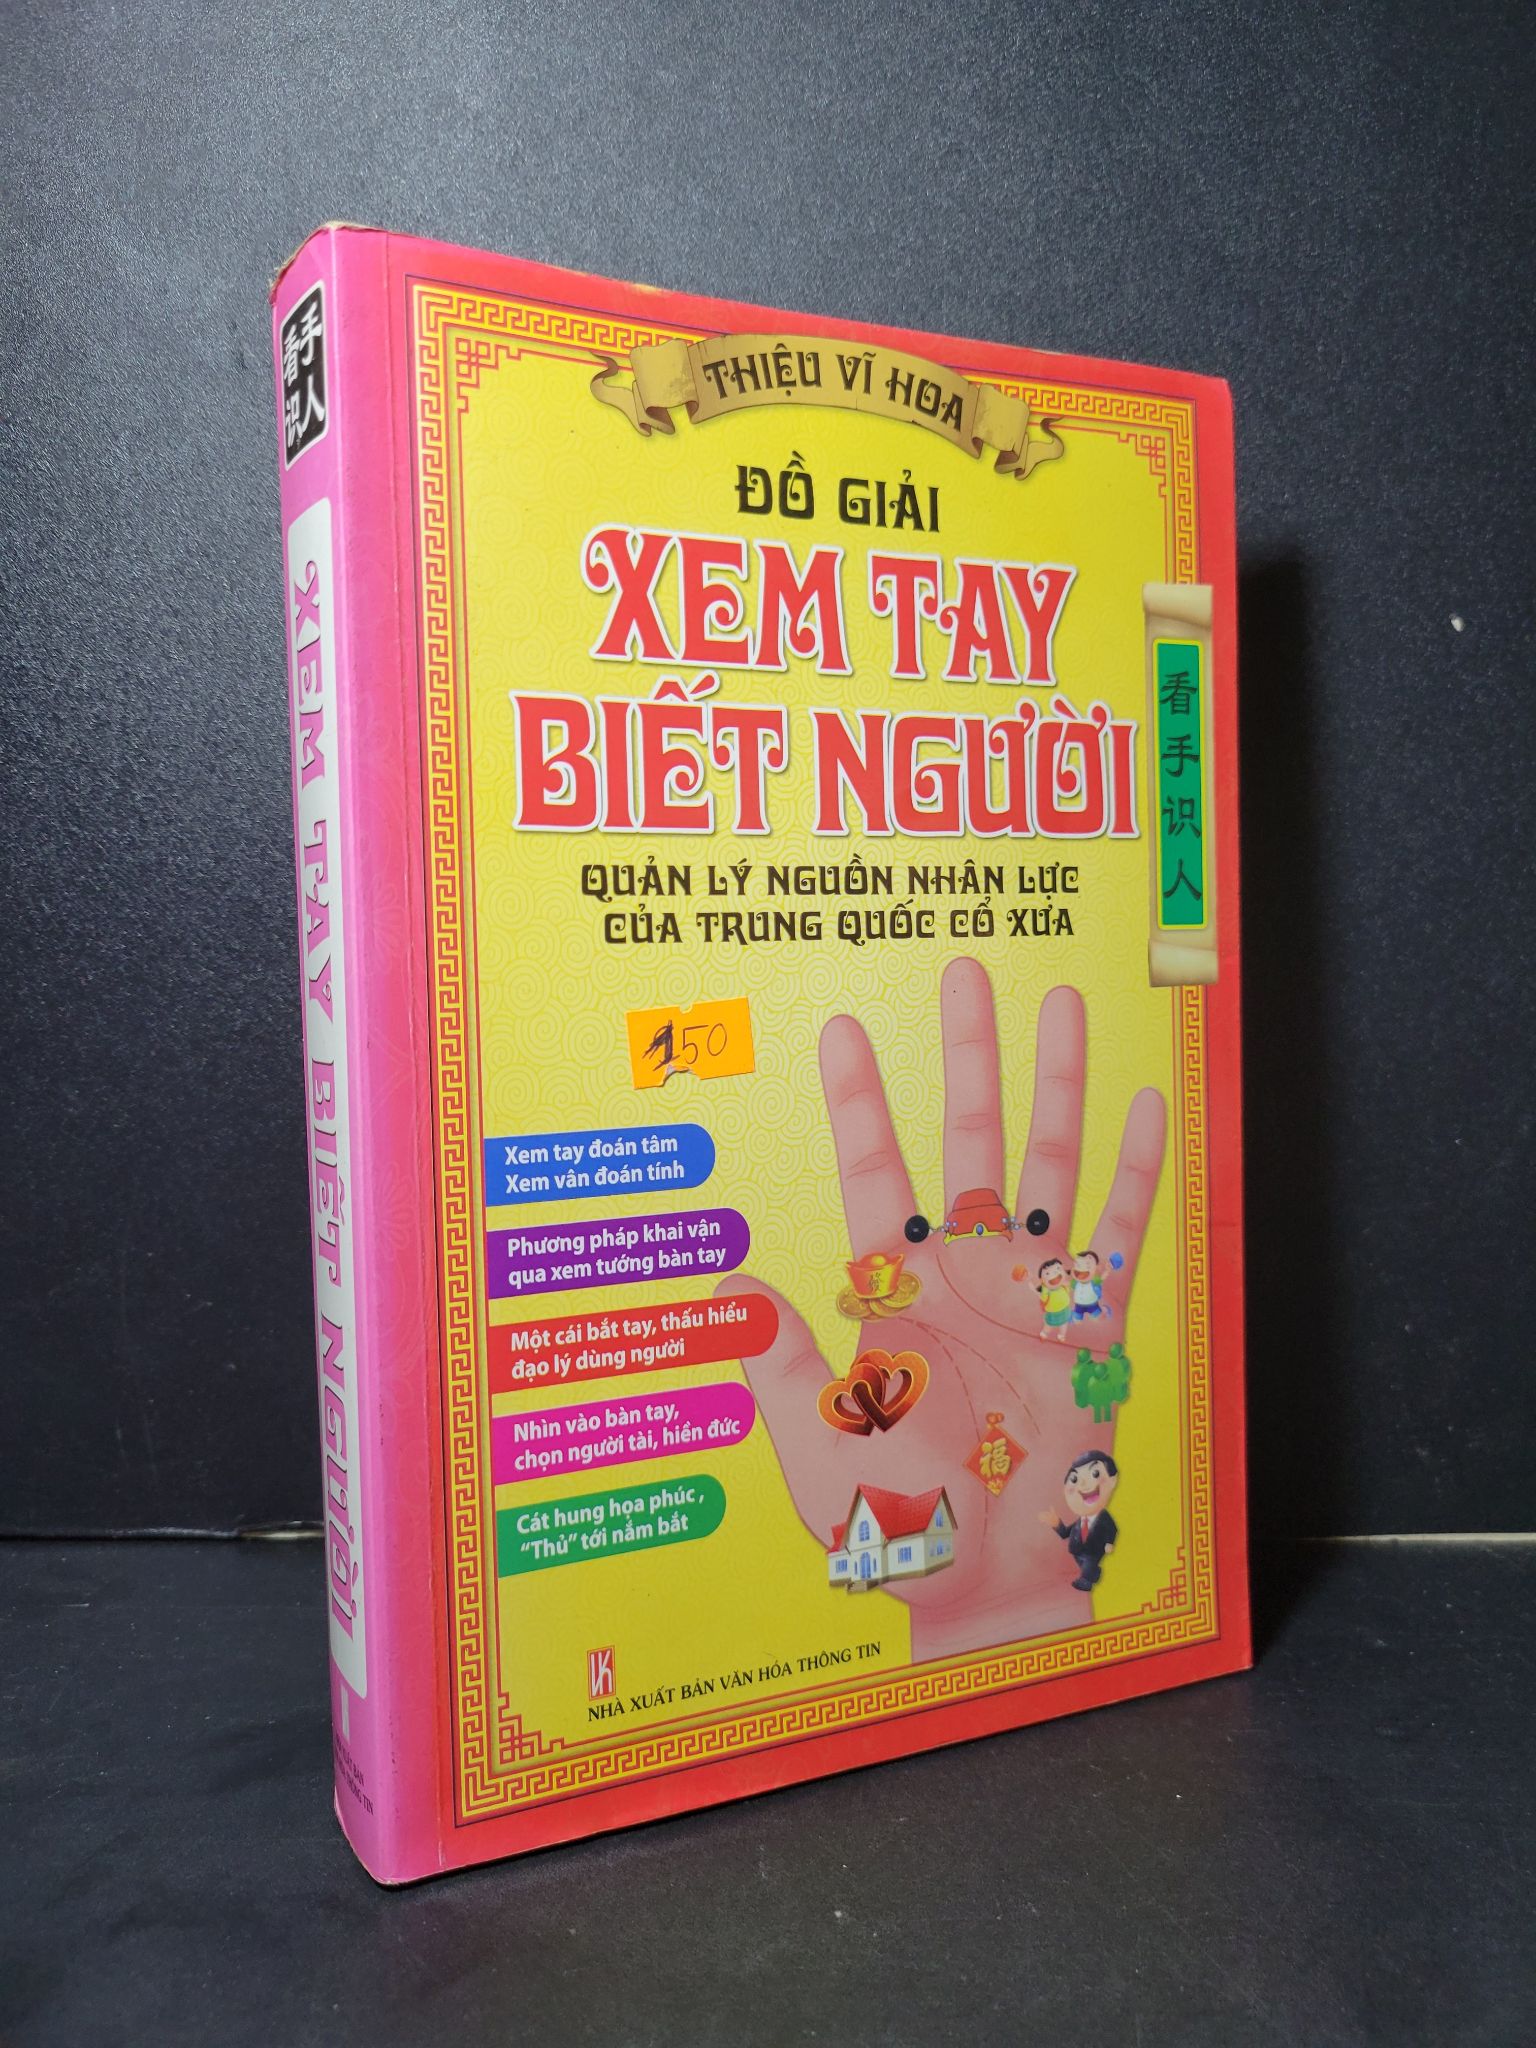 看手识人
XEM TAY BIẾT NGƯỜI
THIỆU VĨ HOA
ĐỒ GIẢI
XEM TAY
BIẾT NGƯỜI
看手识人
QUẢN LÝ NGUỒN NHÂN LỰC
CỦA TRUNG QUỐC CỔ XƯA
150
Xem tay đoán tâm
Xem vân đoán tính
Phương pháp khai vận
qua xem tướng bàn tay
Một cái bắt tay, thấu hiểu
đạo lý dùng người
Nhìn vào bàn tay,
chọn người tài, hiền đức
Cát hung họa phúc,
"Thủ" tới nắm bắt
發
福
NHÀ XUẤT BẢN VĂN HÓA THÔNG TIN